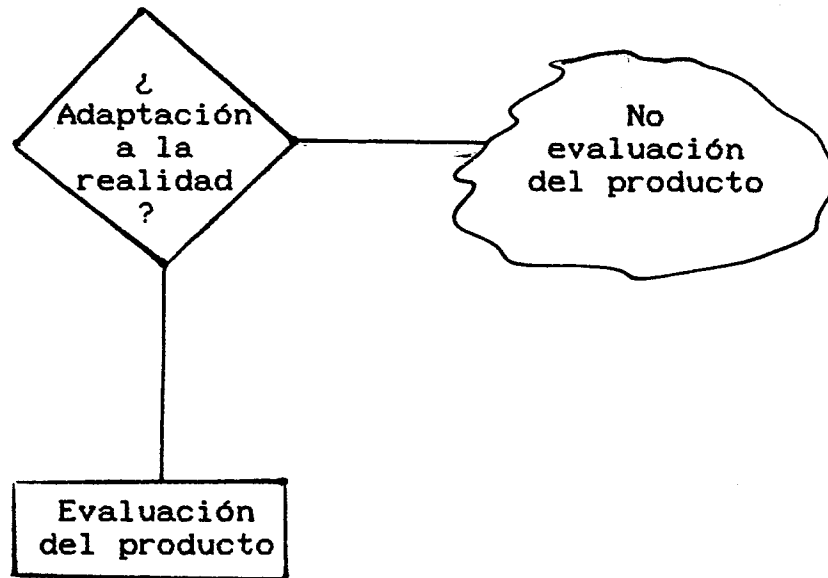 ¿
Adaptación
a la
realidad
?
No
evaluación
del producto
Evaluación
del producto